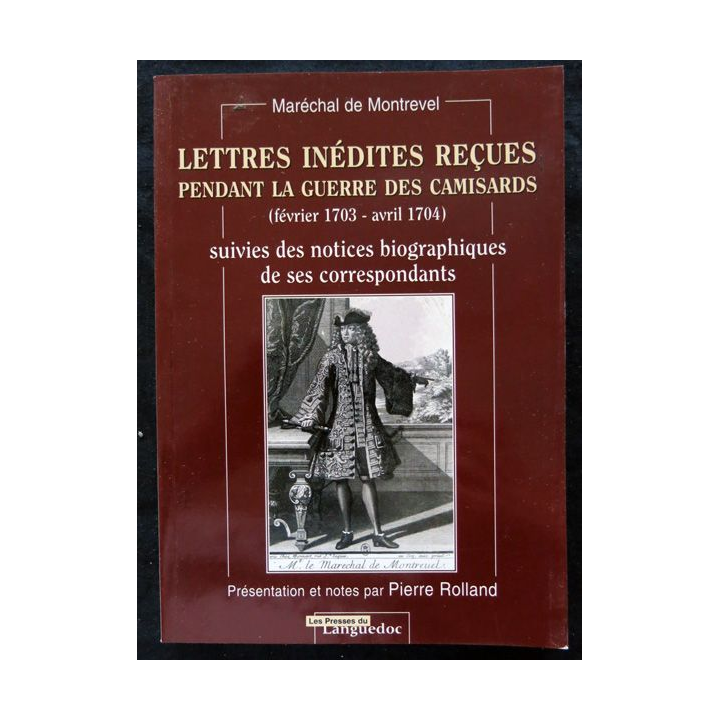 Maréchal de Montrevel
LETTRES INÉDITES REÇUES
PENDANT LA GUERRE DES CAMISARDS
(février 1703 - avril 1704)
suivies des notices biographiques
de ses correspondants
Mr. le Marechal de Montrevel
Présentation et notes par Pierre Rolland
Les Presses du
Languedoc